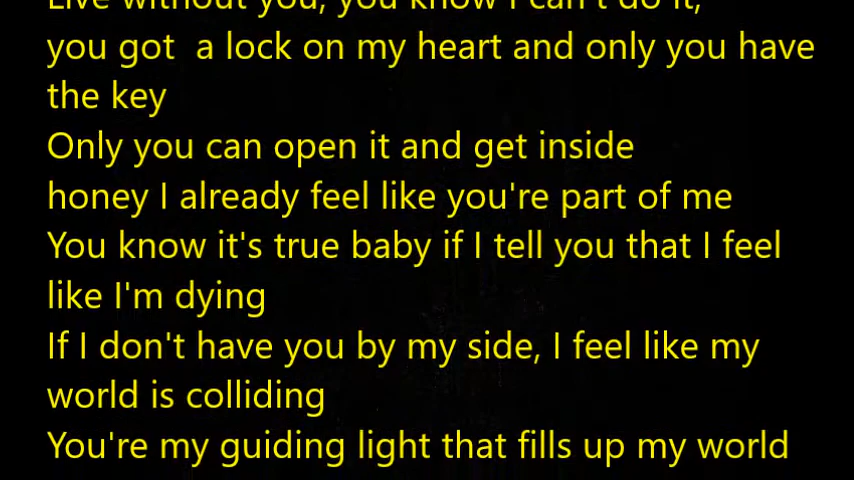 Live without you, you know I can't do it,
you got  a lock on my heart and only you have
the key
Only you can open it and get inside
honey I already feel like you're part of me
You know it's true baby if I tell you that I feel
like I'm dying
If I don't have you by my side, I feel like my
world is colliding
You're my guiding light that fills up my world